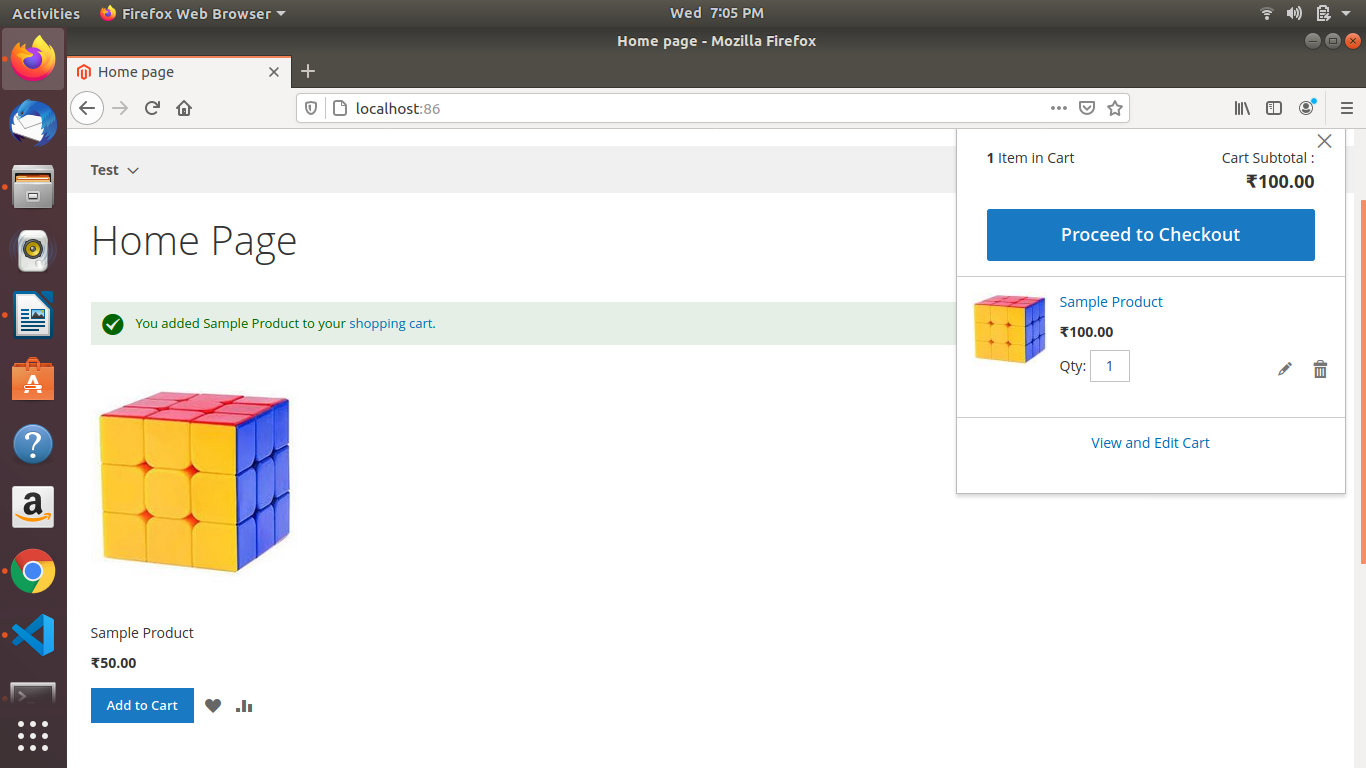 Activities Firefox Web Browser Wed 7:05 PM
Home page - Mozilla Firefox
Home page
localhost:86
Test
Home Page
You added Sample Product to your shopping cart.
Sample Product
₹50.00
Add to Cart
1 Item in Cart
Cart Subtotal :
₹100.00
Proceed to Checkout
Sample Product
₹100.00
Qty: 1
View and Edit Cart